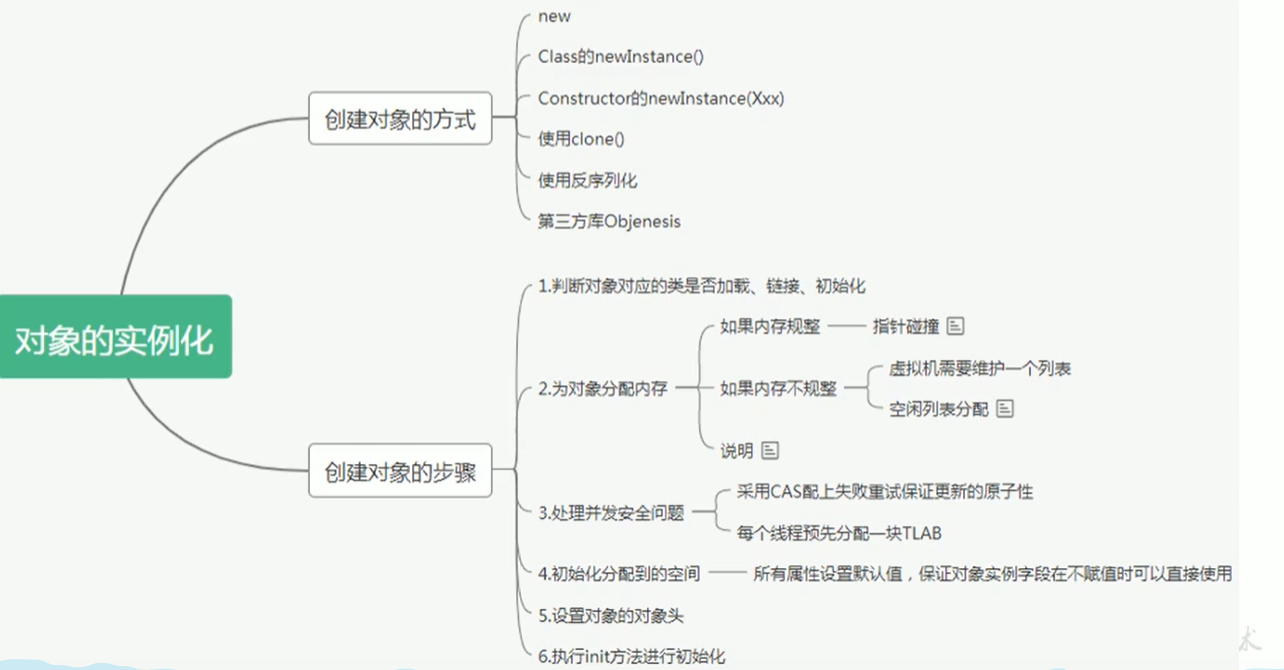 对象的实例化
创建对象的方式
new
Class的newInstance()
Constructor的newInstance(Xxx)
使用clone()
使用反序列化
第三方库Objenesis
创建对象的步骤
1.判断对象对应的类是否加载、链接、初始化
2.为对象分配内存
如果内存规整
指针碰撞
如果内存不规整
虚拟机需要维护一个列表
空闲列表分配
说明
3.处理并发安全问题
采用CAS配上失败重试保证更新的原子性
每个线程预先分配一块TLAB
4.初始化分配到的空间
所有属性设置默认值，保证对象实例字段在不赋值时可以直接使用
5.设置对象的对象头
6.执行init方法进行初始化
术